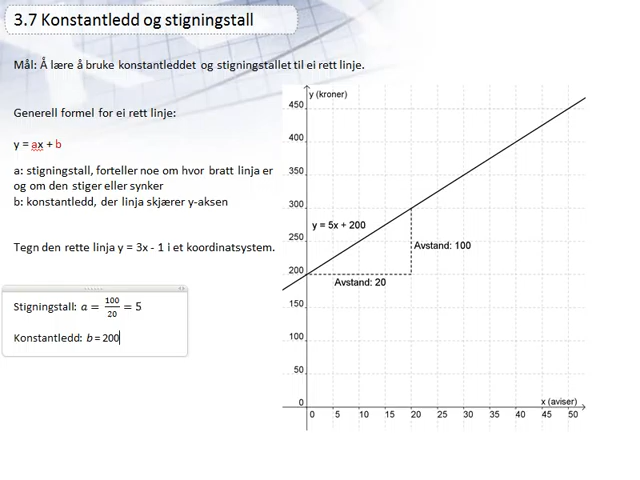 3.7 Konstantledd og stigningstall
Mål: Å lære å bruke konstantleddet og stigningstallet til ei rett linje.
Generell formel for ei rett linje:
y = ax + b
a: stigningstall, forteller noe om hvor bratt linja er
og om den stiger eller synker
b: konstantledd, der linja skjærer y-aksen
Tegn den rette linja y = 3x - 1 i et koordinatsystem.
Stigningstall: a = 100/20 = 5
Konstantledd: b = 200
y (kroner)
450
400
350
300
250
200
150
100
50
0
y = 5x + 200
Avstand: 100
Avstand: 20
x (aviser)
0 5 10 15 20 25 30 35 40 45 50